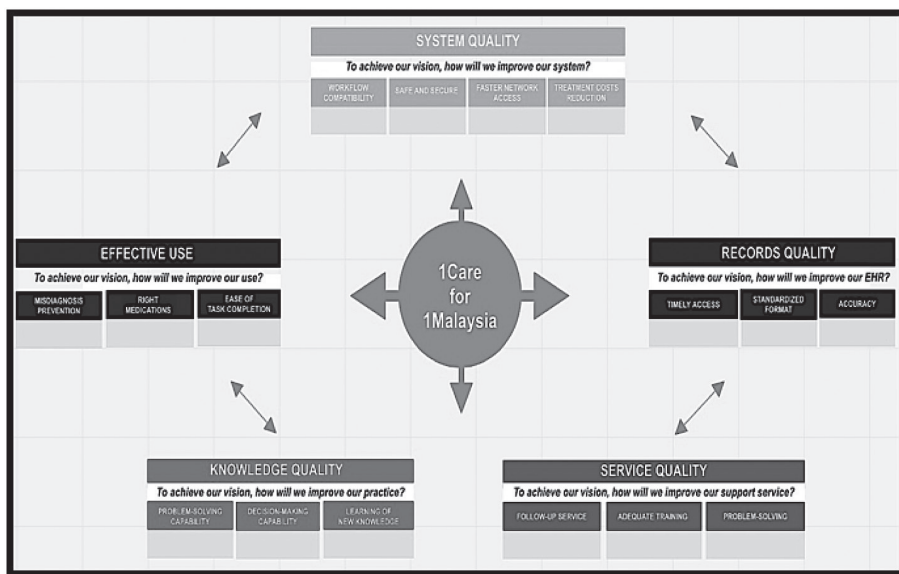 SYSTEM QUALITY
To achieve our vision, how will we improve our system?
WORKFLOW
COMPATIBILITY
SAFE AND SECURE
FASTER NETWORK
ACCESS
TREATMENT COSTS
REDUCTION
EFFECTIVE USE
To achieve our vision, how will we improve our use?
MISDIAGNOSIS
PREVENTION
RIGHT
MEDICATIONS
EASE OF
TASK COMPLETION
1Care
for
1Malaysia
RECORDS QUALITY
To achieve our vision, how will we improve our EHR?
TIMELY ACCESS
STANDARDIZED
FORMAT
ACCURACY
KNOWLEDGE QUALITY
To achieve our vision, how will we improve our practice?
PROBLEM-SOLVING
CAPABILITY
DECISION-MAKING
CAPABILITY
LEARNING OF
NEW KNOWLEDGE
SERVICE QUALITY
To achieve our vision, how will we improve our support service?
FOLLOW-UP SERVICE
ADEQUATE TRAINING
PROBLEM-SOLVING